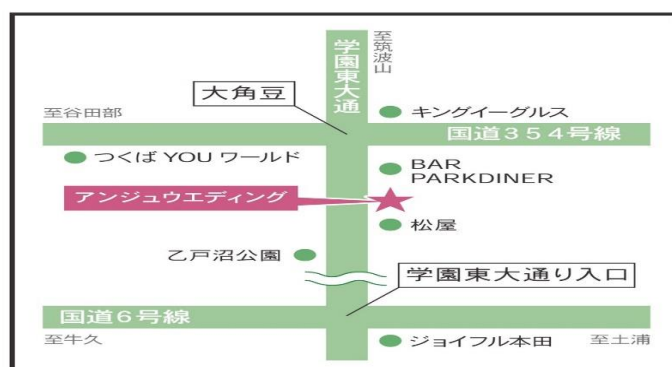 学園東大通
至筑波山
大角豆
至谷田部
キングイーグルス
国道354号線
つくばYOUワールド
BAR
PARKDINER
アンジュウエディング
松屋
乙戸沼公園
学園東大通り入口
国道6号線
至牛久
ジョイフル本田
至土浦